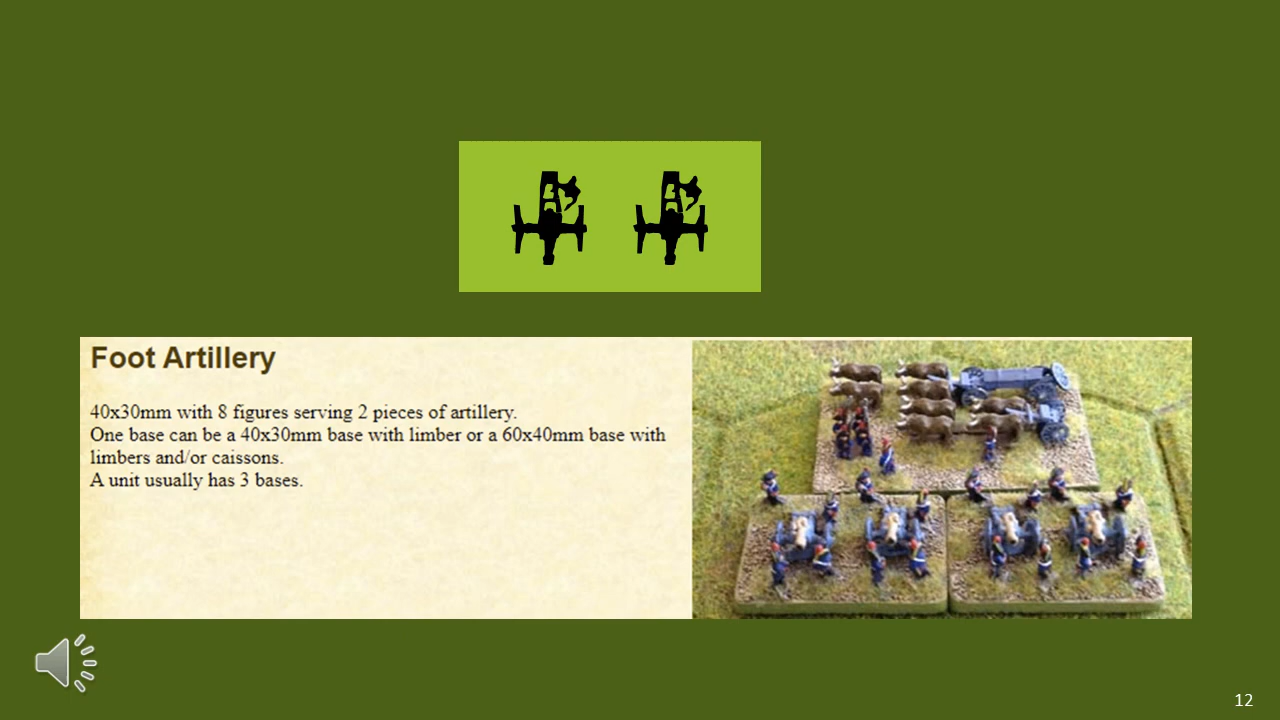 Foot Artillery
40x30mm with 8 figures serving 2 pieces of artillery.
One base can be a 40x30mm base with limber or a 60x40mm base with
limbers and/or caissons.
A unit usually has 3 bases.
12